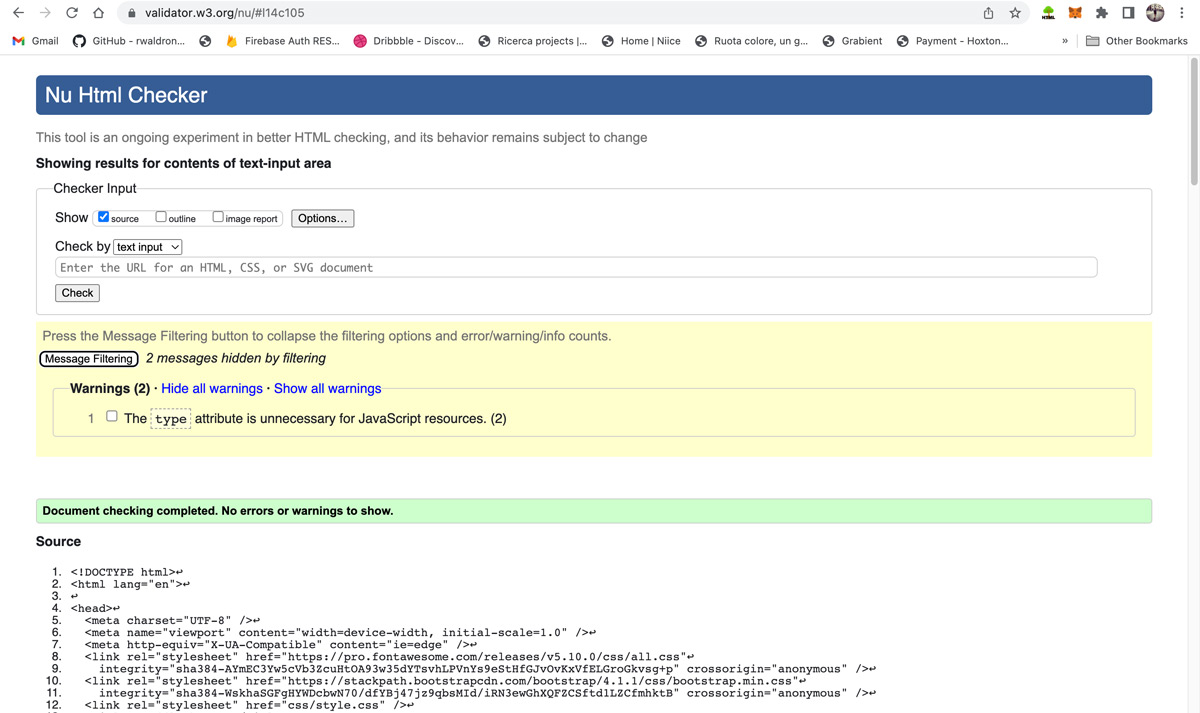 validator.w3.org/nu/#l14c105
Gmail GitHub - rwaldron... Firebase Auth RES... Dribbble - Discov... Ricerca projects |... Home | Niice Ruota colore, un g... Grabient Payment - Hoxton... » Other Bookmarks
Nu Html Checker
This tool is an ongoing experiment in better HTML checking, and its behavior remains subject to change
Showing results for contents of text-input area
Checker Input
Show source outline image report Options…
Check by text input
Enter the URL for an HTML, CSS, or SVG document
Check
Press the Message Filtering button to collapse the filtering options and error/warning/info counts.
Message Filtering 2 messages hidden by filtering
Warnings (2) · Hide all warnings · Show all warnings
1 The type attribute is unnecessary for JavaScript resources. (2)
Document checking completed. No errors or warnings to show.
Source
1. <!DOCTYPE html>↩
2. <html lang="en">↩
3. ↩
4. <head>↩
5. <meta charset="UTF-8" />↩
6. <meta name="viewport" content="width=device-width, initial-scale=1.0" />↩
7. <meta http-equiv="X-UA-Compatible" content="ie=edge" />↩
8. <link rel="stylesheet" href="https://pro.fontawesome.com/releases/v5.10.0/css/all.css"↩
9. integrity="sha384-AYmEC3Yw5cVb3ZcuHtOA93w35dYTsvhLPVnYs9eStHfGJvOvKxVfELGroGkvsg+p" crossorigin="anonymous" />↩
10. <link rel="stylesheet" href="https://stackpath.bootstrapcdn.com/bootstrap/4.1.1/css/bootstrap.min.css"↩
11. integrity="sha384-WskhaSGFgHYWDcbwN70/dfYBj47jz9qbsMId/iRN3ewGhXQFZCSftd1LZCfmhktB" crossorigin="anonymous" />↩
12. <link rel="stylesheet" href="css/style.css" />↩